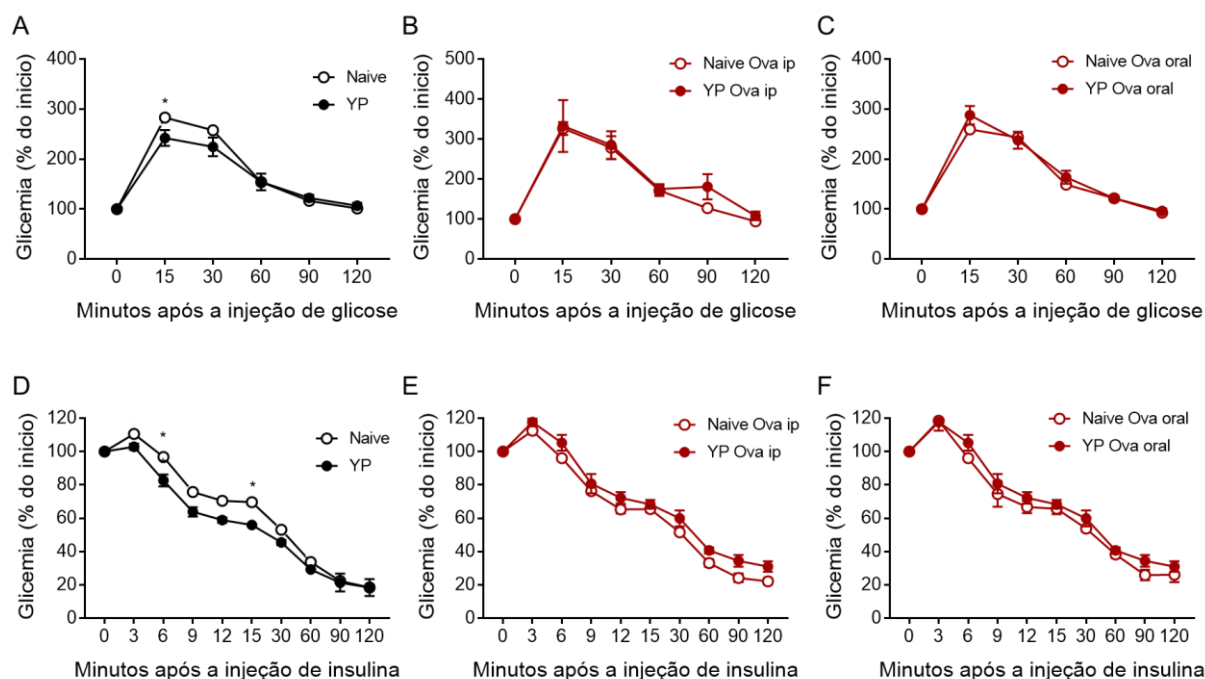 A
Glicemia (% do inicio)
400
300
200
100
0
*
Naive
YP
0 15 30 60 90 120
Minutos após a injeção de glicose
B
Glicemia (% do inicio)
500
400
300
200
100
0
Naive Ova ip
YP Ova ip
0 15 30 60 90 120
Minutos após a injeção de glicose
C
Glicemia (% do inicio)
400
300
200
100
0
Naive Ova oral
YP Ova oral
0 15 30 60 90 120
Minutos após a injeção de glicose
D
Glicemia (% do inicio)
120
100
80
60
40
20
0
*
*
Naive
YP
0 3 6 9 12 15 30 60 90 120
Minutos após a injeção de insulina
E
Glicemia (% do inicio)
120
100
80
60
40
20
0
Naive Ova ip
YP Ova ip
0 3 6 9 12 15 30 60 90 120
Minutos após a injeção de insulina
F
Glicemia (% do inicio)
120
100
80
60
40
20
0
Naive Ova oral
YP Ova oral
0 3 6 9 12 15 30 60 90 120
Minutos após a injeção de insulina